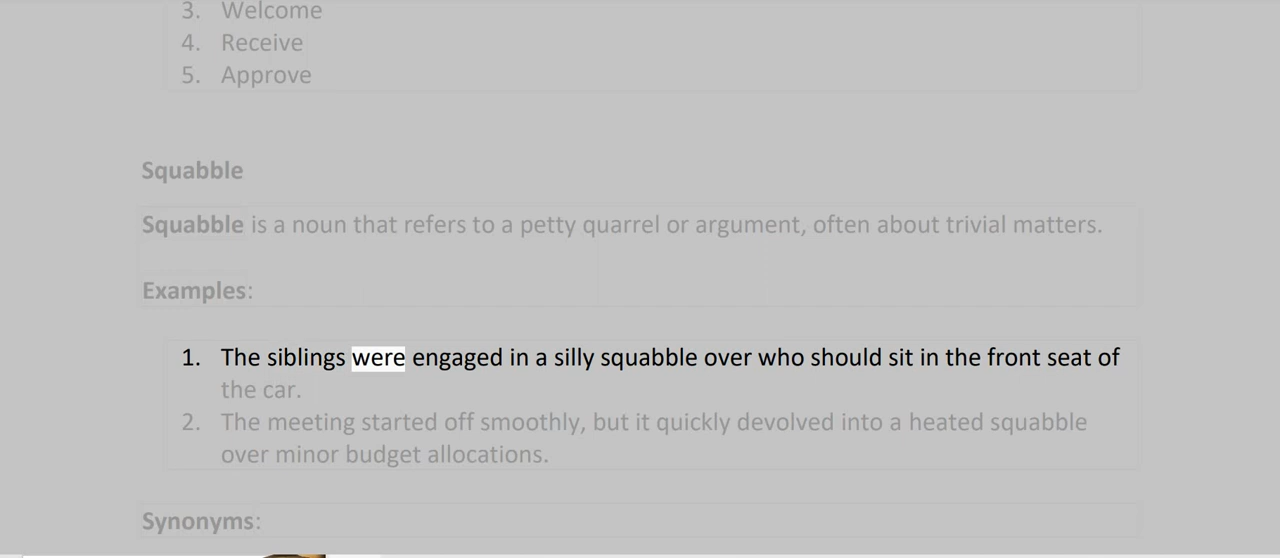 3. Welcome
4. Receive
5. Approve
Squabble
Squabble is a noun that refers to a petty quarrel or argument, often about trivial matters.
Examples:
1. The siblings were engaged in a silly squabble over who should sit in the front seat of
the car.
2. The meeting started off smoothly, but it quickly devolved into a heated squabble
over minor budget allocations.
Synonyms: